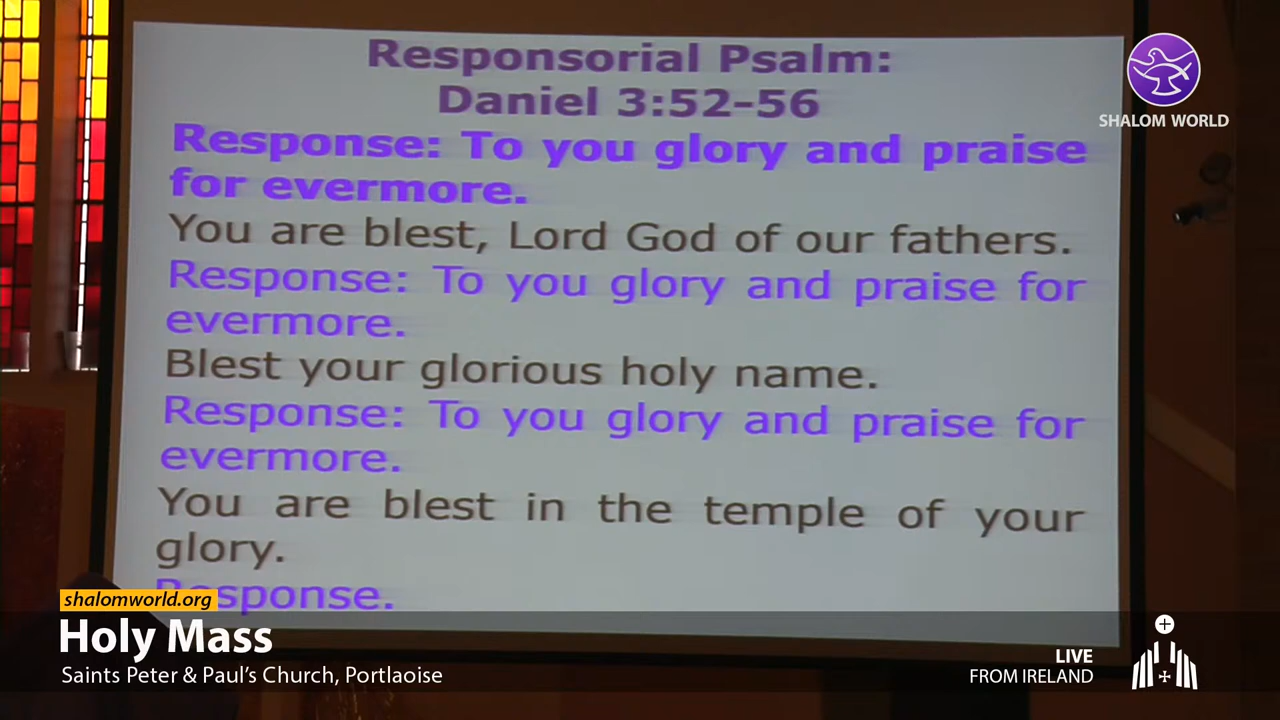 Responsorial Psalm:
Daniel 3:52-56
Response: To you glory and praise
for evermore.
You are blest, Lord God of our fathers.
Response: To you glory and praise for
evermore.
Blest your glorious holy name.
Response: To you glory and praise for
evermore.
You are blest in the temple of your
glory.
Response.
SHALOM WORLD
shalomworld.org
Holy Mass
Saints Peter & Paul's Church, Portlaoise
LIVE
FROM IRELAND